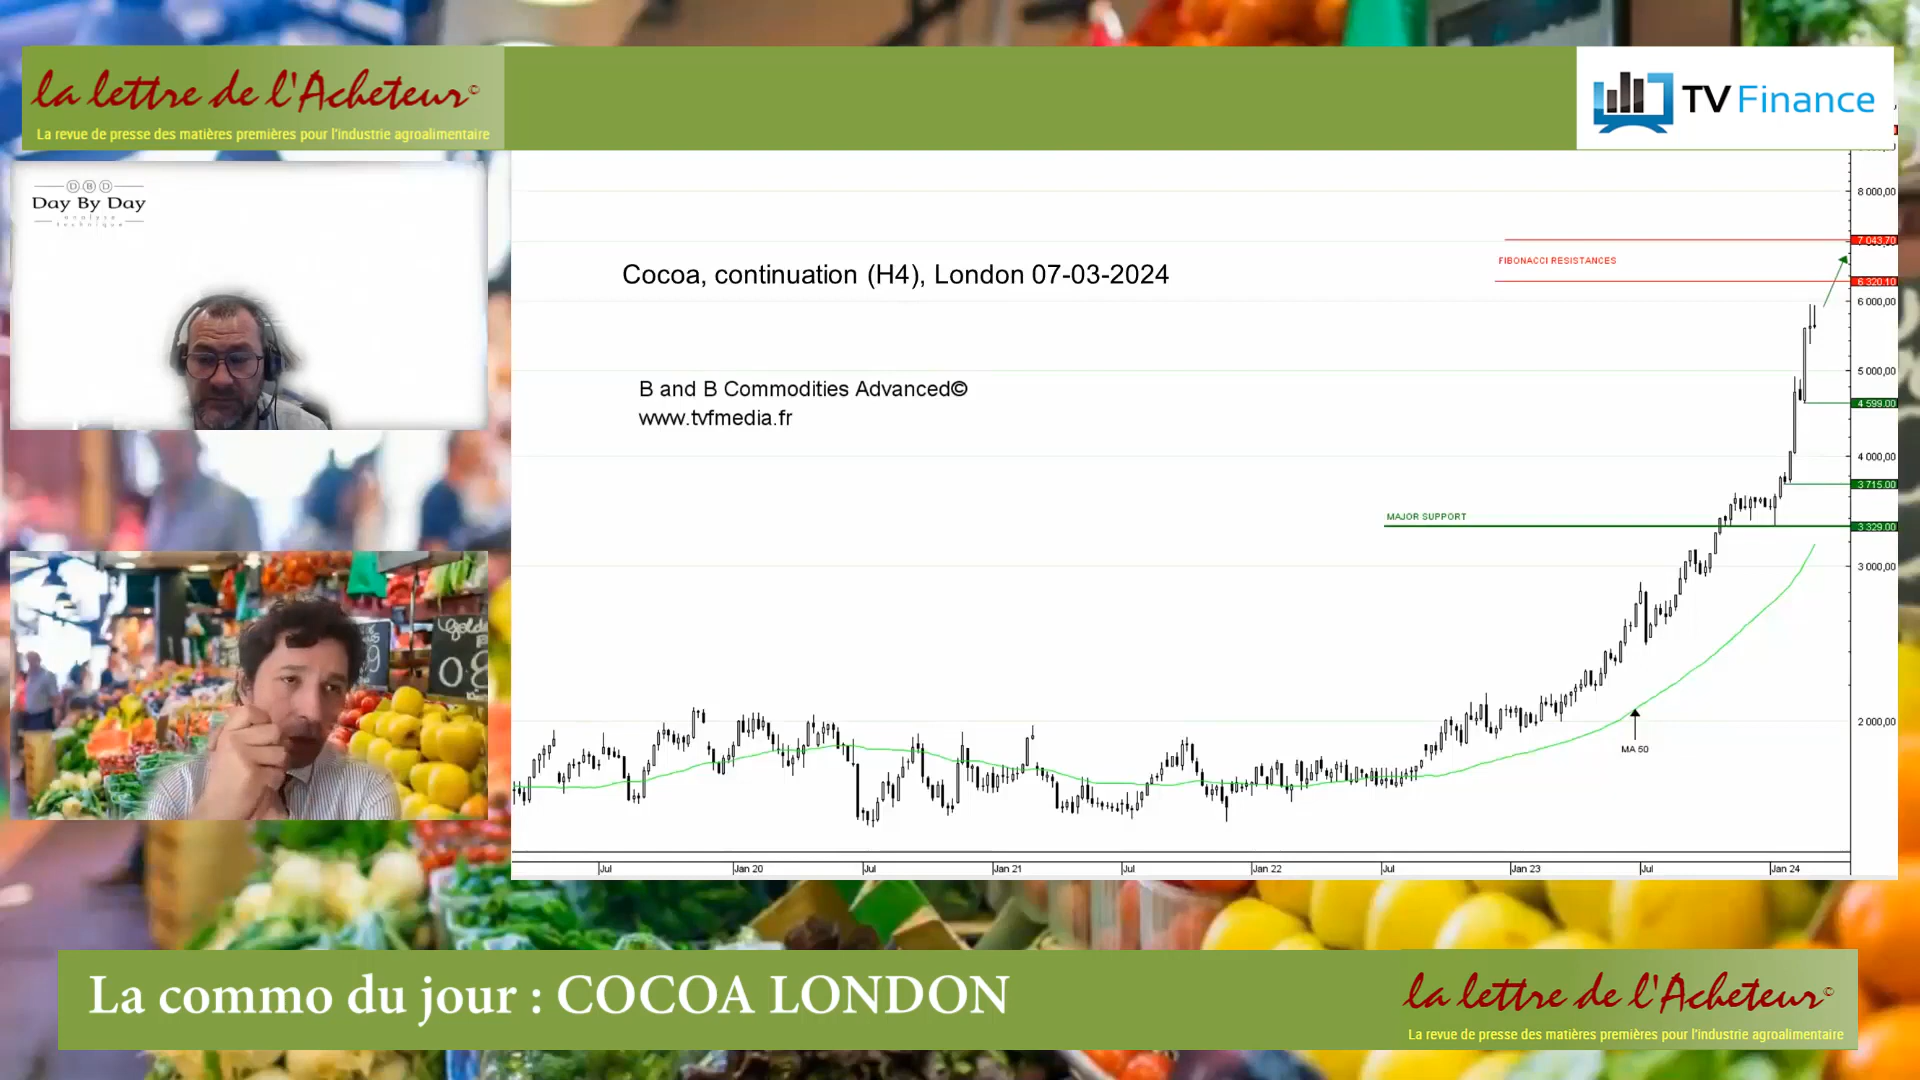 la lettre de l'Acheteur©
La revue de presse des matières premières pour l'industrie agroalimentaire
TV Finance
D B D
Day By Day
analyse
technique
Cocoa, continuation (H4), London 07-03-2024
B and B Commodities Advanced©
www.tvfmedia.fr
8 000,00
7 043.70
FIBONACCI RESISTANCES
6 320.10
6 000,00
5 000,00
4 599.00
4 000,00
3 715.00
MAJOR SUPPORT
3 329.00
3 000,00
2 000,00
MA 50
Jul
Jan 20
Jul
Jan 21
Jul
Jan 22
Jul
Jan 23
Jul
Jan 24
La commo du jour : COCOA LONDON
la lettre de l'Acheteur©
La revue de presse des matières premières pour l'industrie agroalimentaire